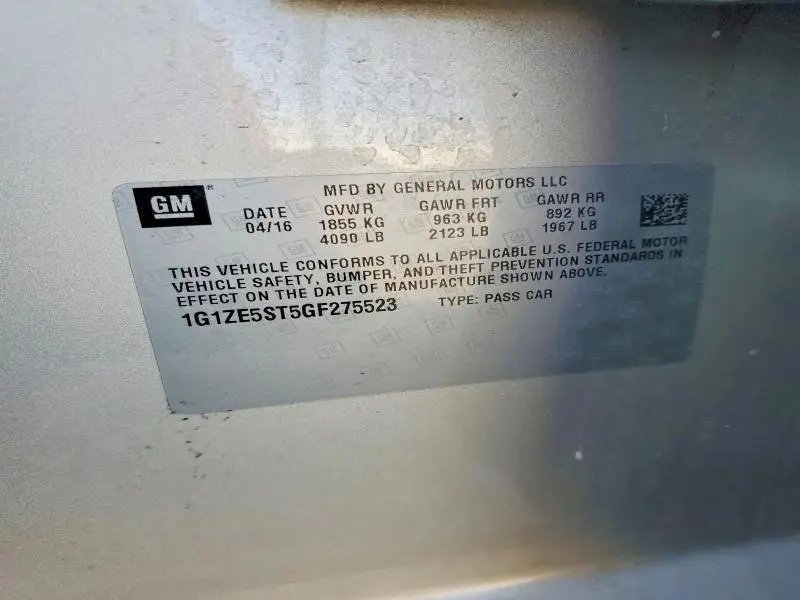 GM®
MFD BY GENERAL MOTORS LLC
DATE GVWR GAWR FRT GAWR RR
04/16 1855 KG 963 KG 892 KG
4090 LB 2123 LB 1967 LB
THIS VEHICLE CONFORMS TO ALL APPLICABLE U.S. FEDERAL MOTOR
VEHICLE SAFETY, BUMPER, AND THEFT PREVENTION STANDARDS IN
EFFECT ON THE DATE OF MANUFACTURE SHOWN ABOVE.
1G1ZE5ST5GF275523 TYPE: PASS CAR